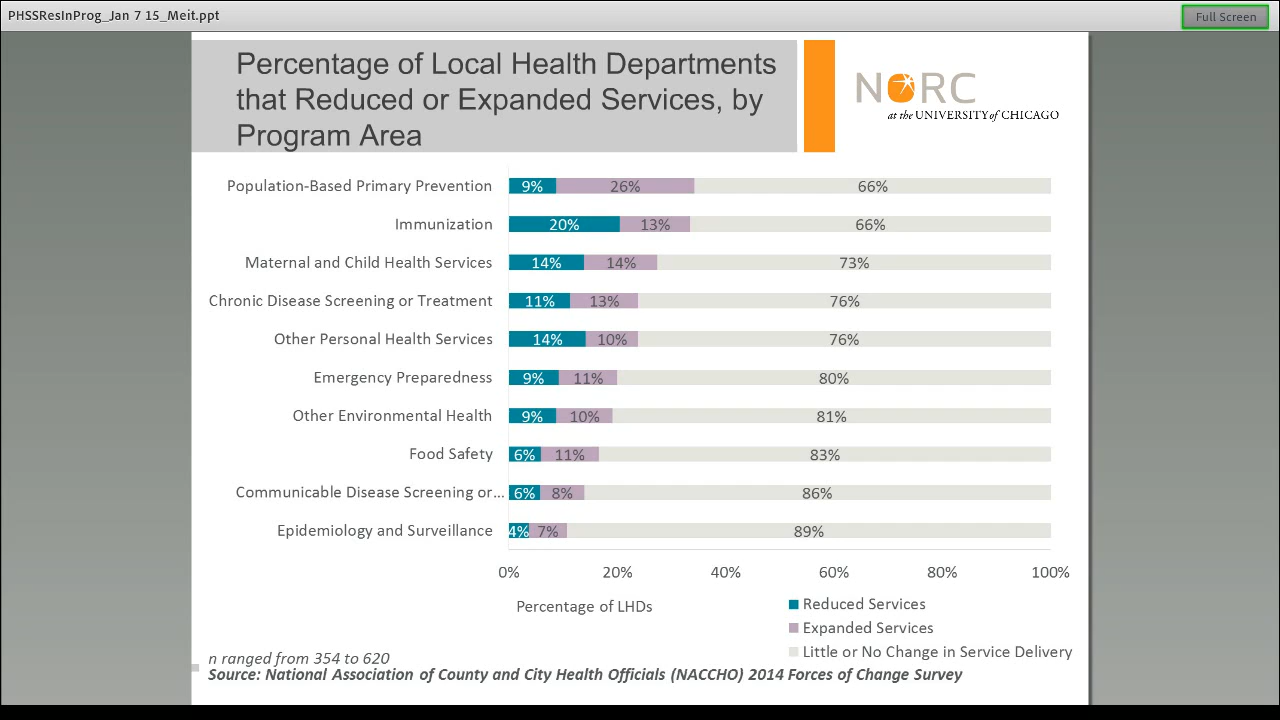 PHSSResInProg_Jan 7 15_Meit.ppt
Full Screen
Percentage of Local Health Departments
that Reduced or Expanded Services, by
Program Area
NORC
at the UNIVERSITY of CHICAGO
Population-Based Primary Prevention 9% 26% 66%
Immunization 20% 13% 66%
Maternal and Child Health Services 14% 14% 73%
Chronic Disease Screening or Treatment 11% 13% 76%
Other Personal Health Services 14% 10% 76%
Emergency Preparedness 9% 11% 80%
Other Environmental Health 9% 10% 81%
Food Safety 6% 11% 83%
Communicable Disease Screening or... 6% 8% 86%
Epidemiology and Surveillance 4% 7% 89%
0% 20% 40% 60% 80% 100%
Percentage of LHDs
Reduced Services
Expanded Services
Little or No Change in Service Delivery
n ranged from 354 to 620
Source: National Association of County and City Health Officials (NACCHO) 2014 Forces of Change Survey